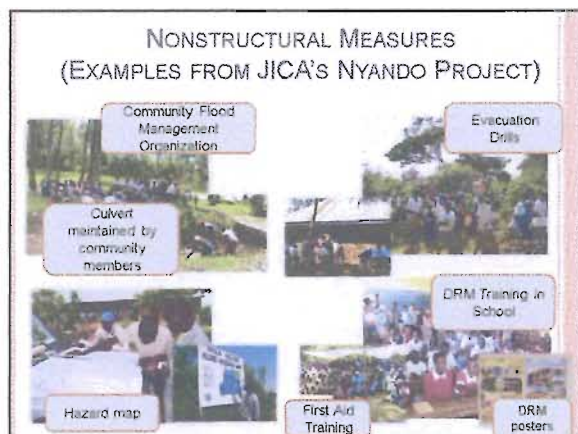 NONSTRUCTURAL MEASURES
(EXAMPLES FROM JICA'S NYANDO PROJECT)
Community Flood
Management
Organization
Evacuation
Drills
Culvert
maintained by
community
members
DRM Training in
School
Hazard map
First Aid
Training
DRM
posters